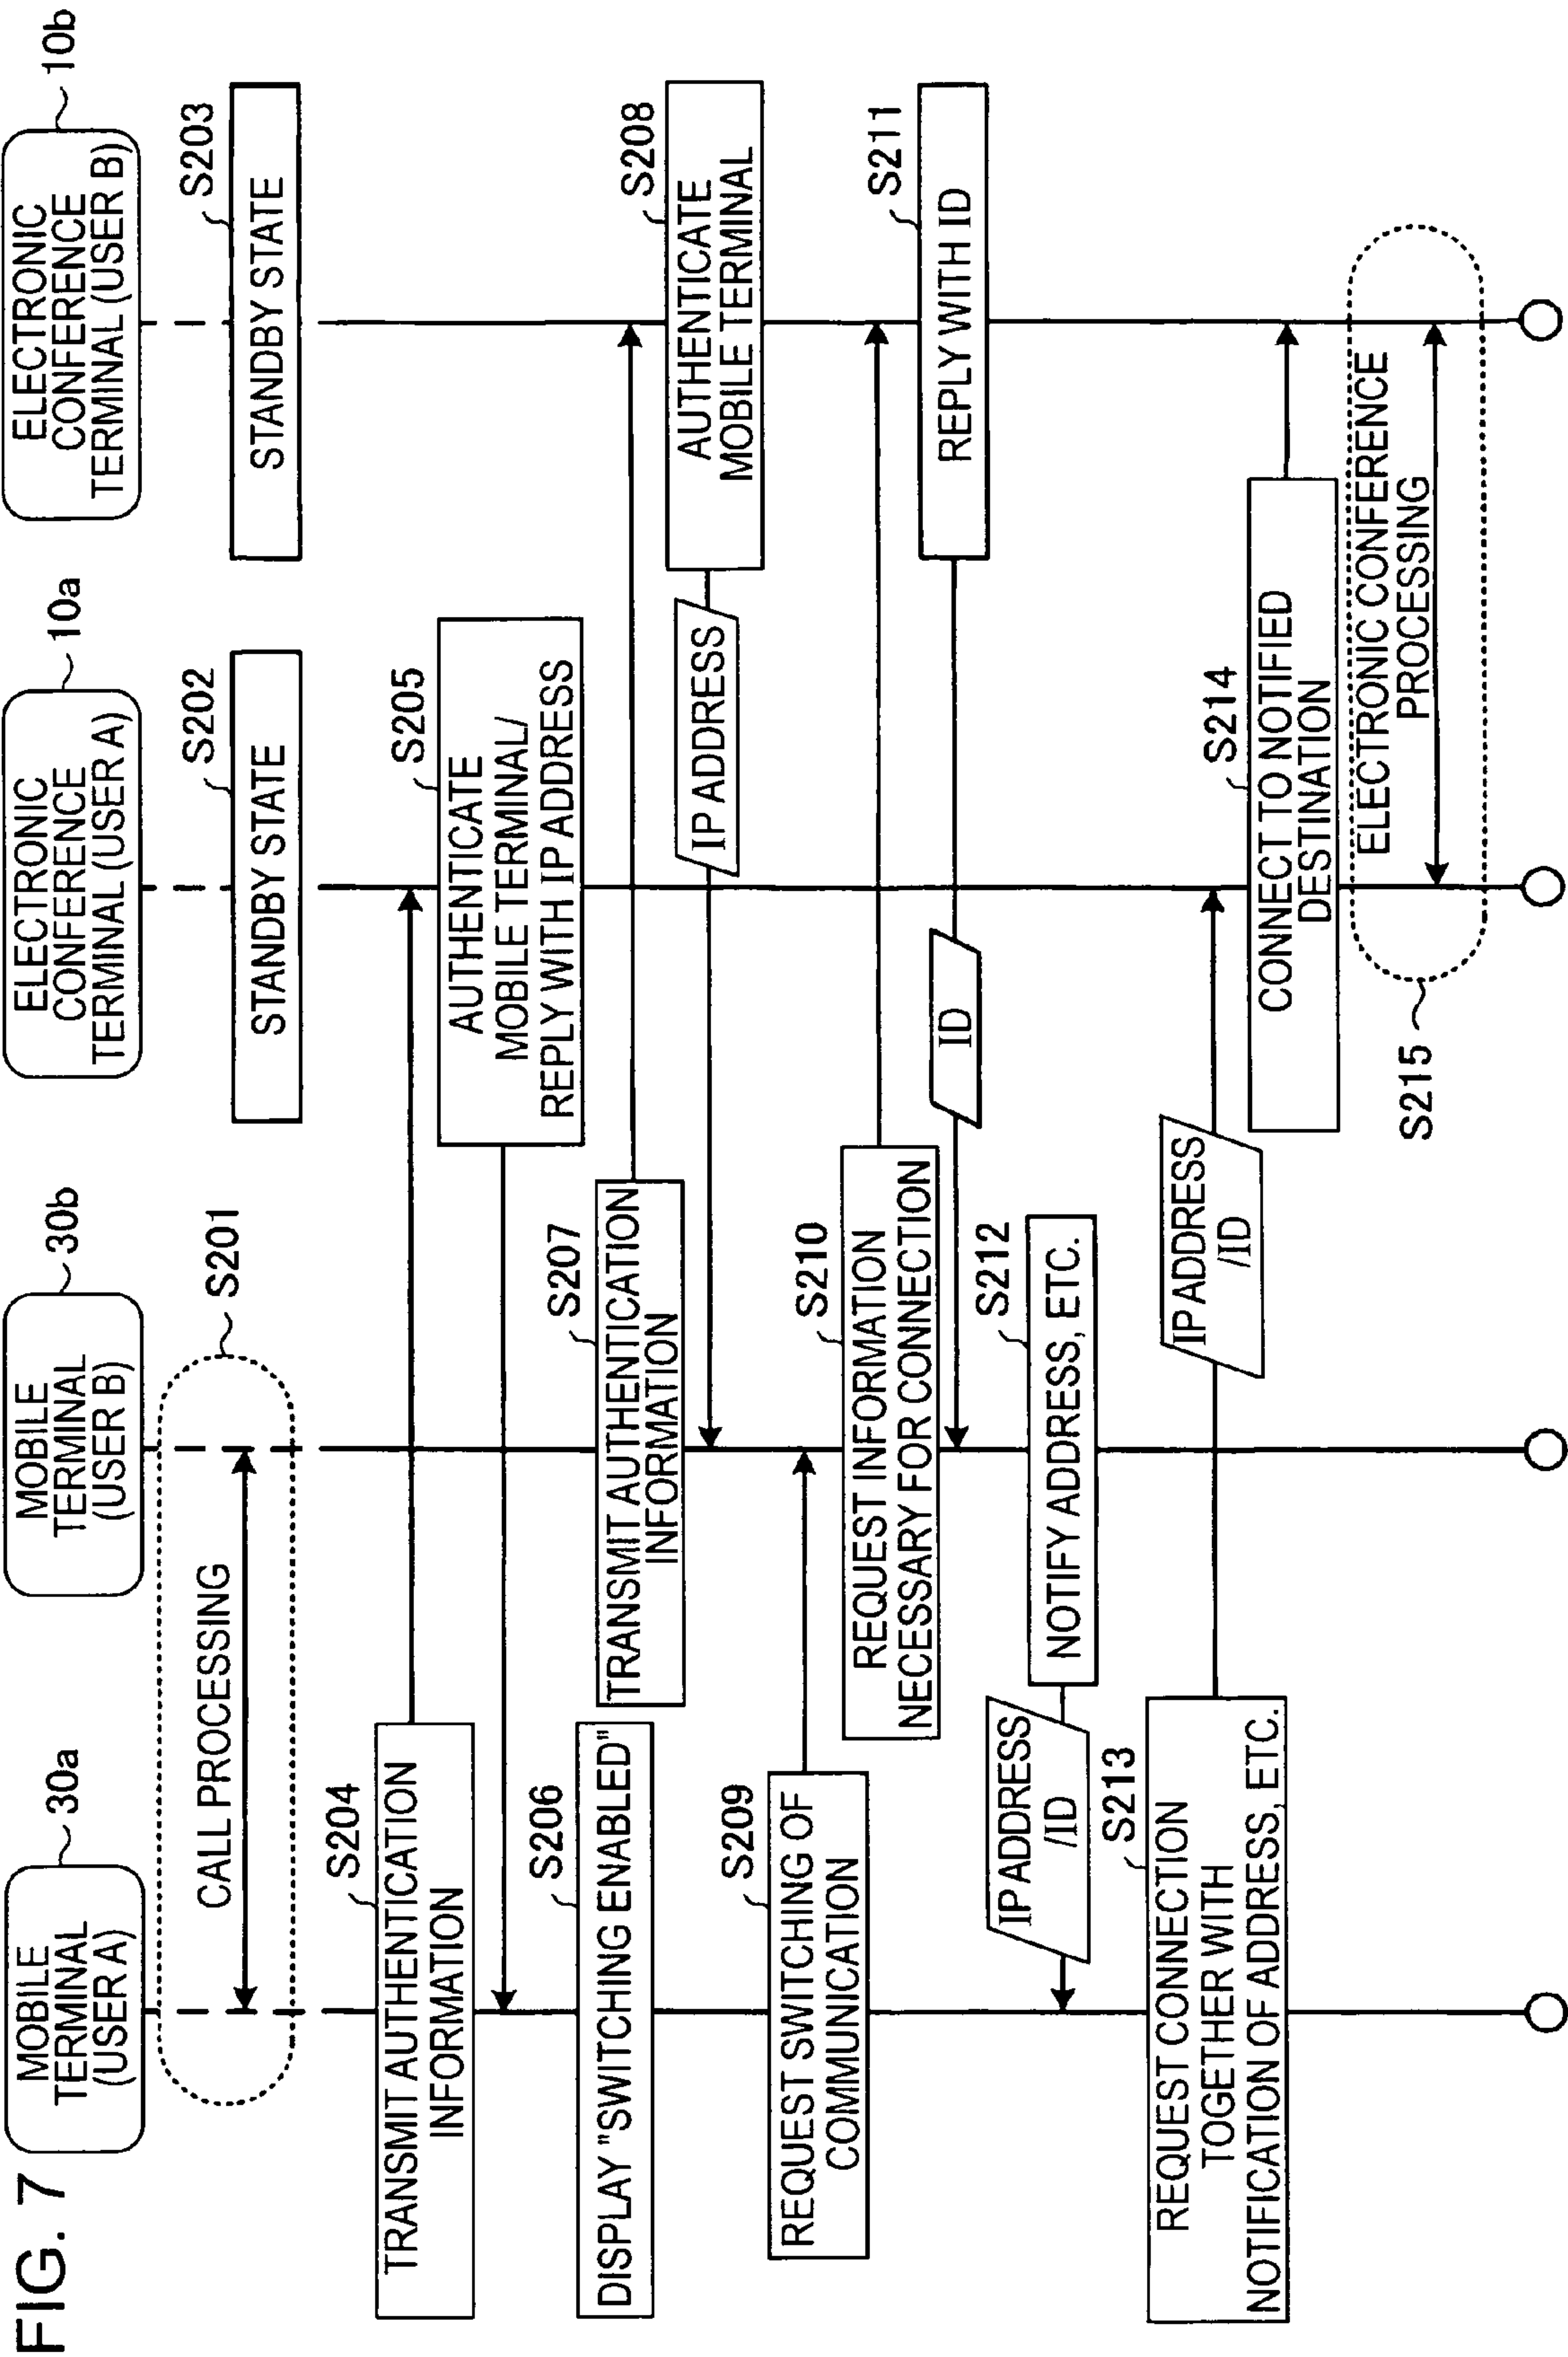 FIG. 7
MOBILE
TERMINAL
(USER A)
30a
MOBILE
TERMINAL
(USER B)
30b
ELECTRONIC
CONFERENCE
TERMINAL (USER A)
10a
ELECTRONIC
CONFERENCE
TERMINAL (USER B)
10b
CALL PROCESSING
S201
S202
STANDBY STATE
S203
STANDBY STATE
S204
TRANSMIT AUTHENTICATION
INFORMATION
S205
AUTHENTICATE
MOBILE TERMINAL/
REPLY WITH IP ADDRESS
S206
DISPLAY "SWITCHING ENABLED"
S207
TRANSMIT AUTHENTICATION
INFORMATION
S208
AUTHENTICATE
MOBILE TERMINAL
IP ADDRESS
S209
REQUEST SWITCHING OF
COMMUNICATION
S210
REQUEST INFORMATION
NECESSARY FOR CONNECTION
S211
REPLY WITH ID
ID
S212
NOTIFY ADDRESS, ETC.
IP ADDRESS
/ID
S213
REQUEST CONNECTION
TOGETHER WITH
NOTIFICATION OF ADDRESS, ETC.
IP ADDRESS
/ID
S214
CONNECT TO NOTIFIED
DESTINATION
ELECTRONIC CONFERENCE
PROCESSING
S215